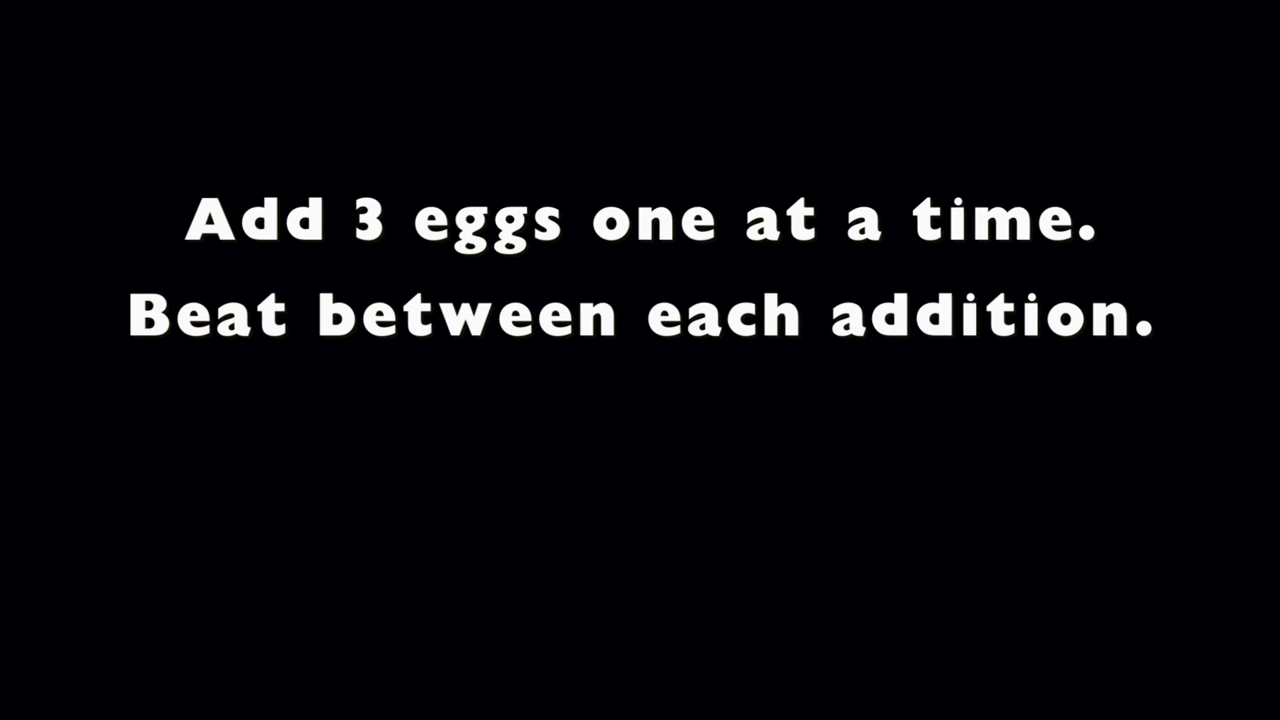 Add 3 eggs one at a time.
Beat between each addition.